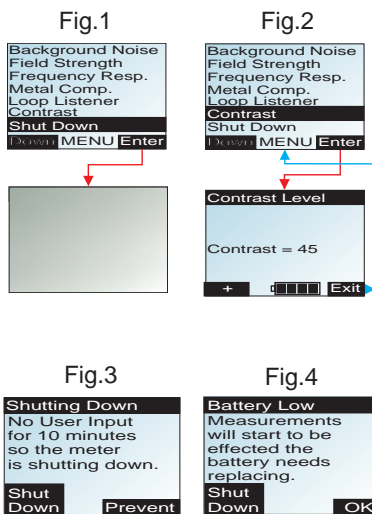 Fig.1
Background Noise
Field Strength
Frequency Resp.
Metal Comp.
Loop Listener
Contrast
Shut Down
Down MENU Enter
Fig.2
Background Noise
Field Strength
Frequency Resp.
Metal Comp.
Loop Listener
Contrast
Shut Down
Down MENU Enter
Contrast Level
Contrast = 45
+ Exit
Fig.3
Shutting Down
No User Input
for 10 minutes
so the meter
is shutting down.
Shut
Down Prevent
Fig.4
Battery Low
Measurements
will start to be
effected the
battery needs
replacing.
Shut
Down OK